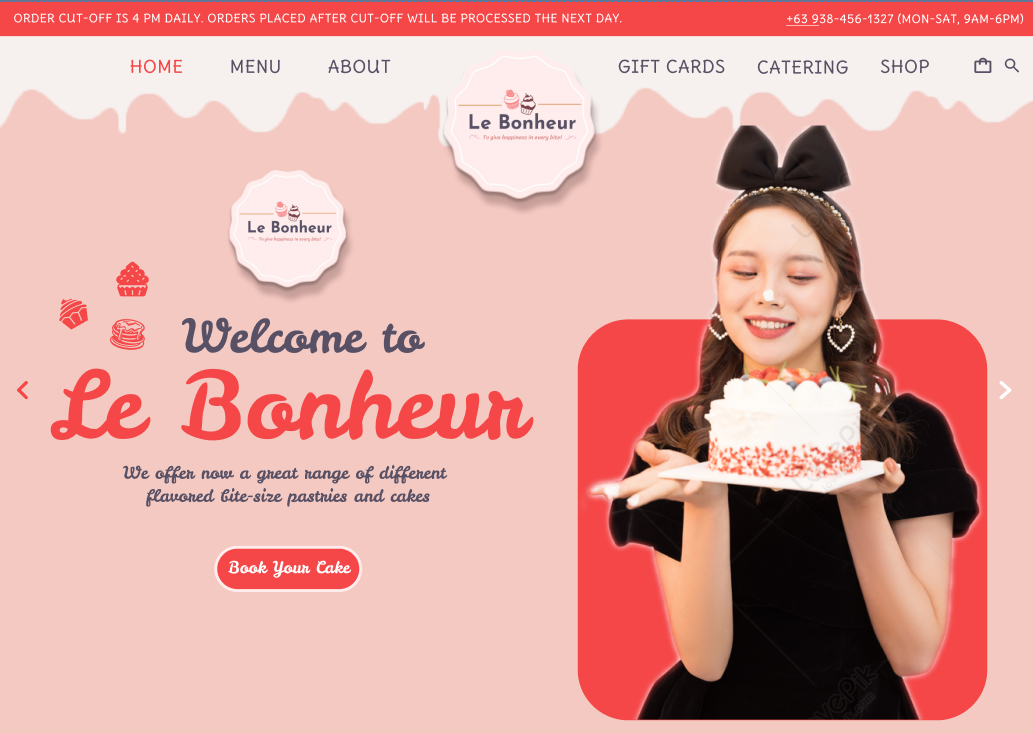 ORDER CUT-OFF IS 4 PM DAILY. ORDERS PLACED AFTER CUT-OFF WILL BE PROCESSED THE NEXT DAY.
+63 938-456-1327 (MON-SAT, 9AM-6PM)
HOME MENU ABOUT GIFT CARDS CATERING SHOP
Le Bonheur
To give happiness in every bite!
Le Bonheur
To give happiness in every bite!
Welcome to
Le Bonheur
We offer now a great range of different
flavored bite-size pastries and cakes
Book Your Cake